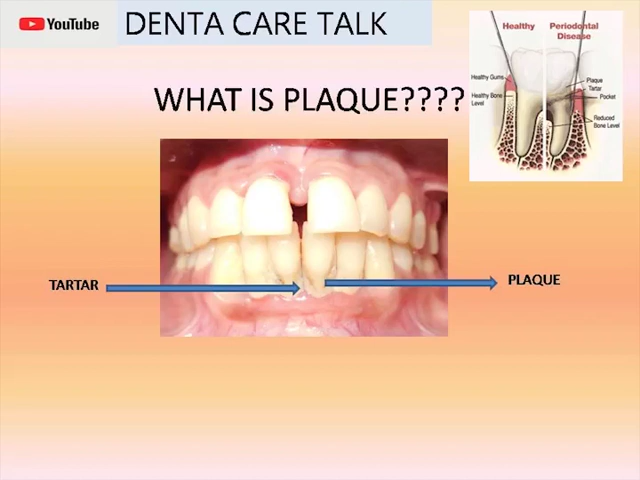 YouTube
DENTA CARE TALK
WHAT IS PLAQUE????
Healthy
Periodontal
Disease
Healthy Gums
Healthy Bone
Level
Plaque
Tartar
Pocket
Reduced
Bone Level
TARTAR
PLAQUE